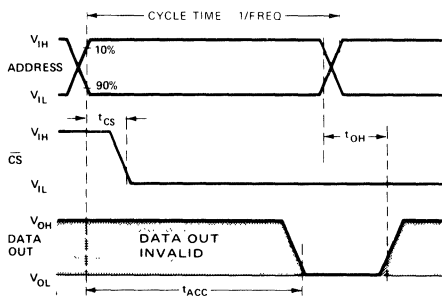 CYCLE TIME 1/FREQ
VIH
10%
ADDRESS
90%
VIL
tCS
VIH
tOH
CS
VIL
VOH
DATA OUT
DATA OUT
INVALID
VOL
tACC